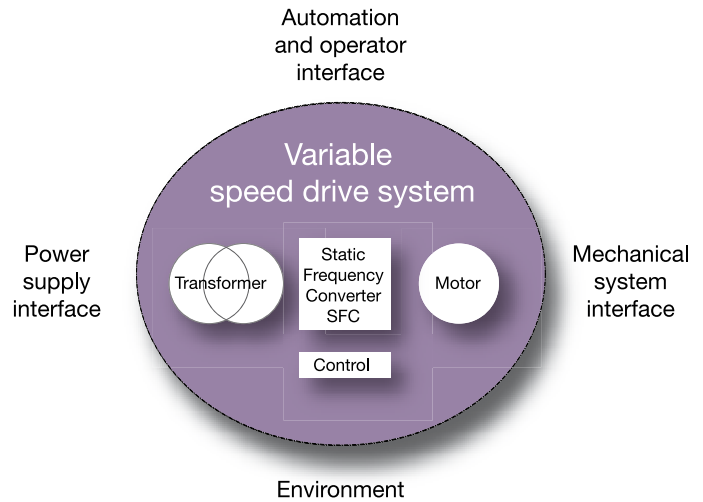 Automation
and operator
interface
Variable
speed drive system
Power
supply
interface
Transformer
Static
Frequency
Converter
SFC
Motor
Mechanical
system
interface
Control
Environment